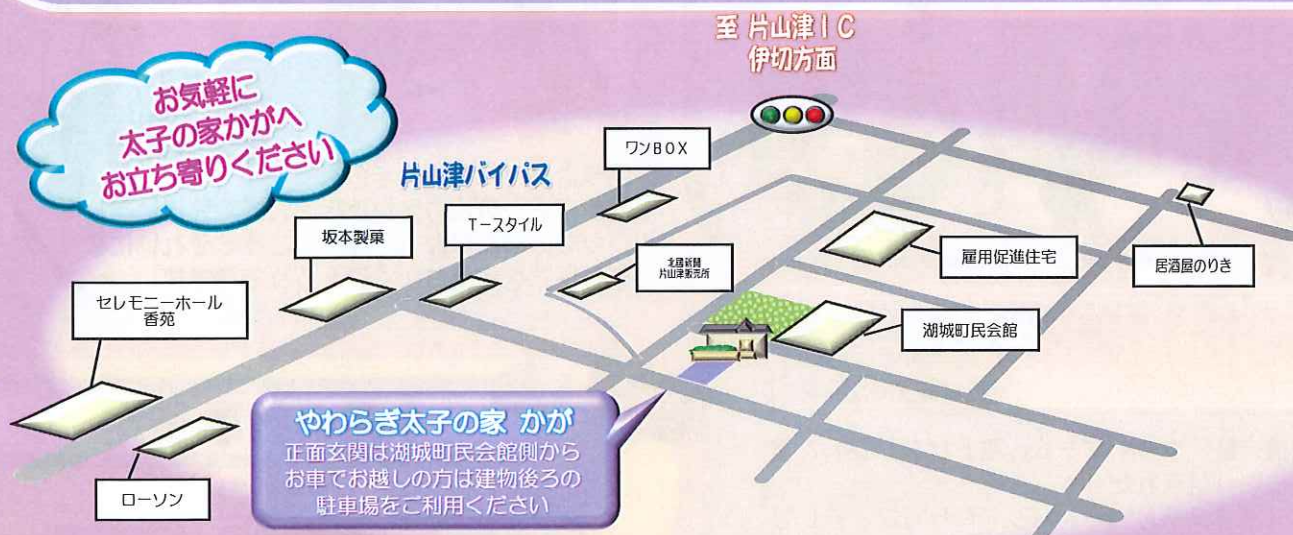 至 片山津IC
伊切方面
お気軽に
太子の家かがへ
お立ち寄りください
片山津バイパス
ワンBOX
T-スタイル
坂本製菓
北國新聞
片山津販売所
雇用促進住宅
居酒屋のりき
セレモニーホール
香苑
湖城町民会館
ローソン
やわらぎ太子の家 かが
正面玄関は湖城町民会館側から
お車でお越しの方は建物後ろの
駐車場をご利用ください